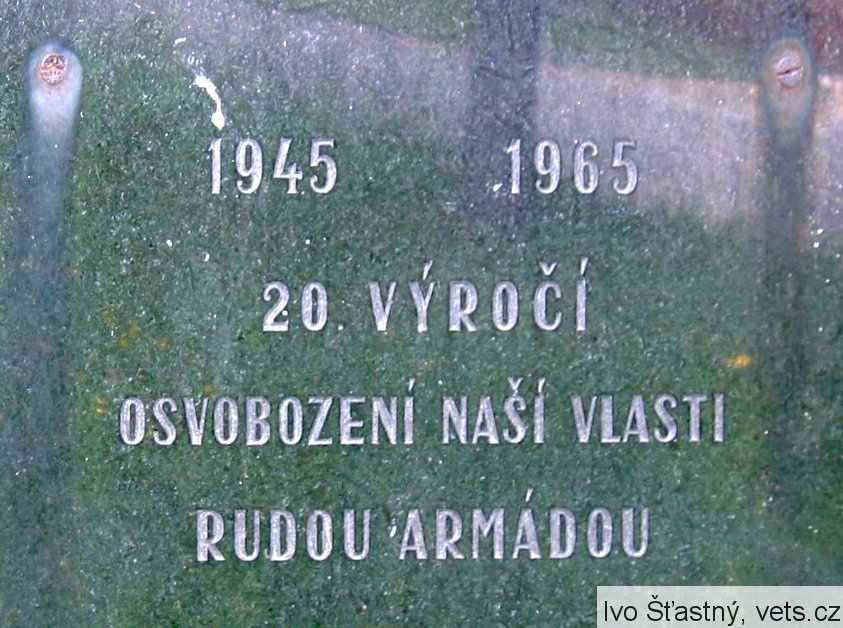 1945 1965
20. VÝROČÍ
OSVOBOZENÍ NAŠÍ VLASTI
RUDOU ARMÁDOU
Ivo Šťastný, vets.cz